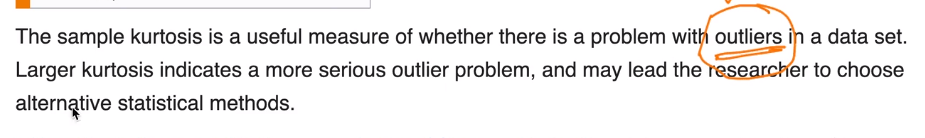 The sample kurtosis is a useful measure of whether there is a problem with outliers in a data set.
Larger kurtosis indicates a more serious outlier problem, and may lead the researcher to choose
alternative statistical methods.